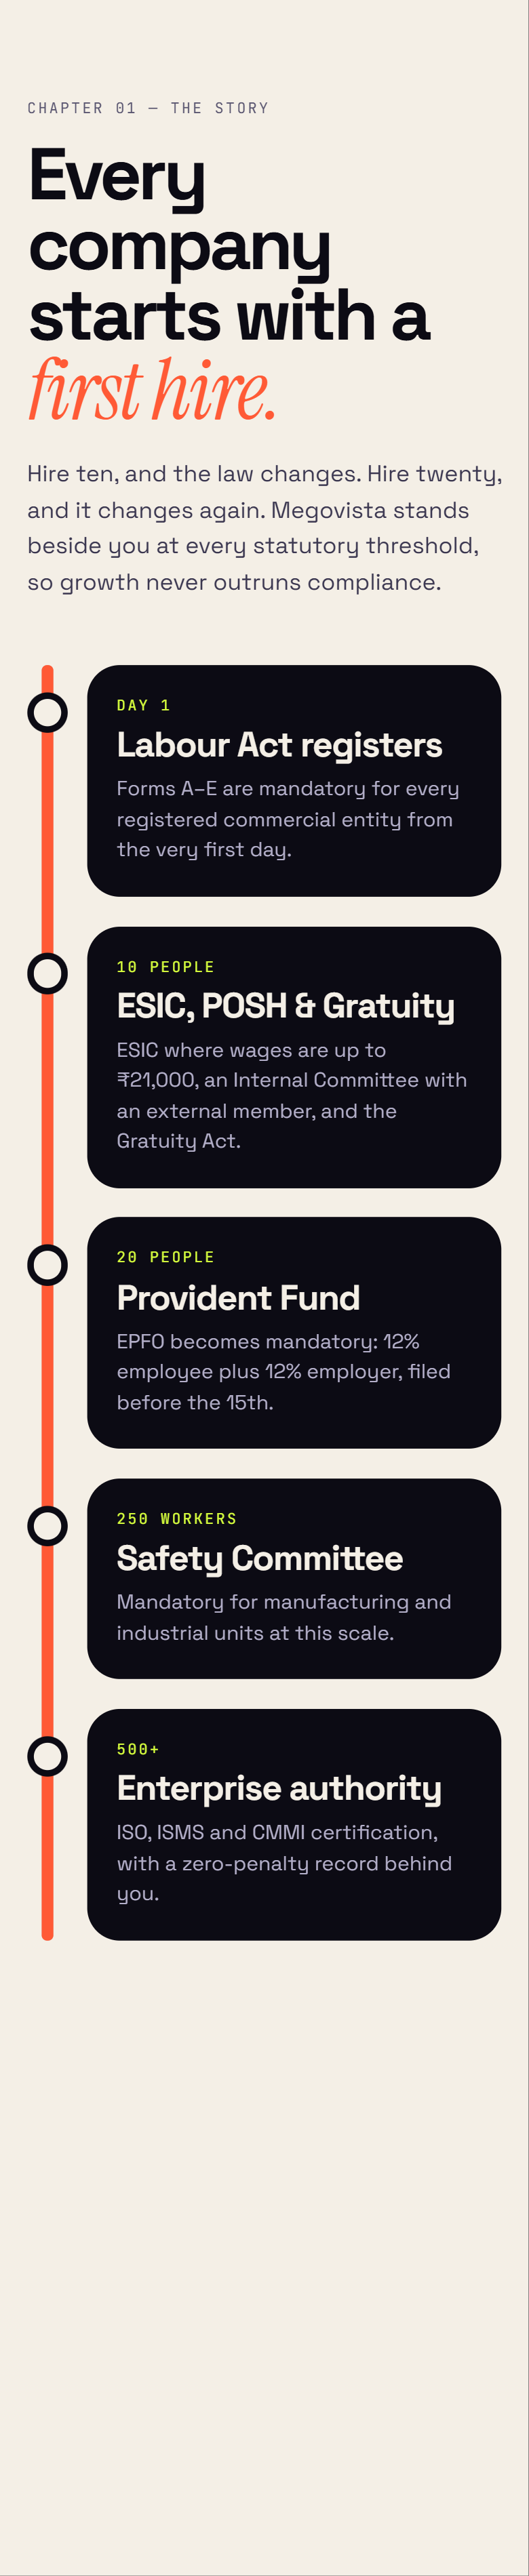 CHAPTER 01 — THE STORY
Every
company
starts with a
first hire.
Hire ten, and the law changes. Hire twenty,
and it changes again. Megovista stands
beside you at every statutory threshold,
so growth never outruns compliance.
DAY 1
Labour Act registers
Forms A–E are mandatory for every
registered commercial entity from
the very first day.
10 PEOPLE
ESIC, POSH & Gratuity
ESIC where wages are up to
₹21,000, an Internal Committee with
an external member, and the
Gratuity Act.
20 PEOPLE
Provident Fund
EPFO becomes mandatory: 12%
employee plus 12% employer, filed
before the 15th.
250 WORKERS
Safety Committee
Mandatory for manufacturing and
industrial units at this scale.
500+
Enterprise authority
ISO, ISMS and CMMI certification,
with a zero-penalty record behind
you.